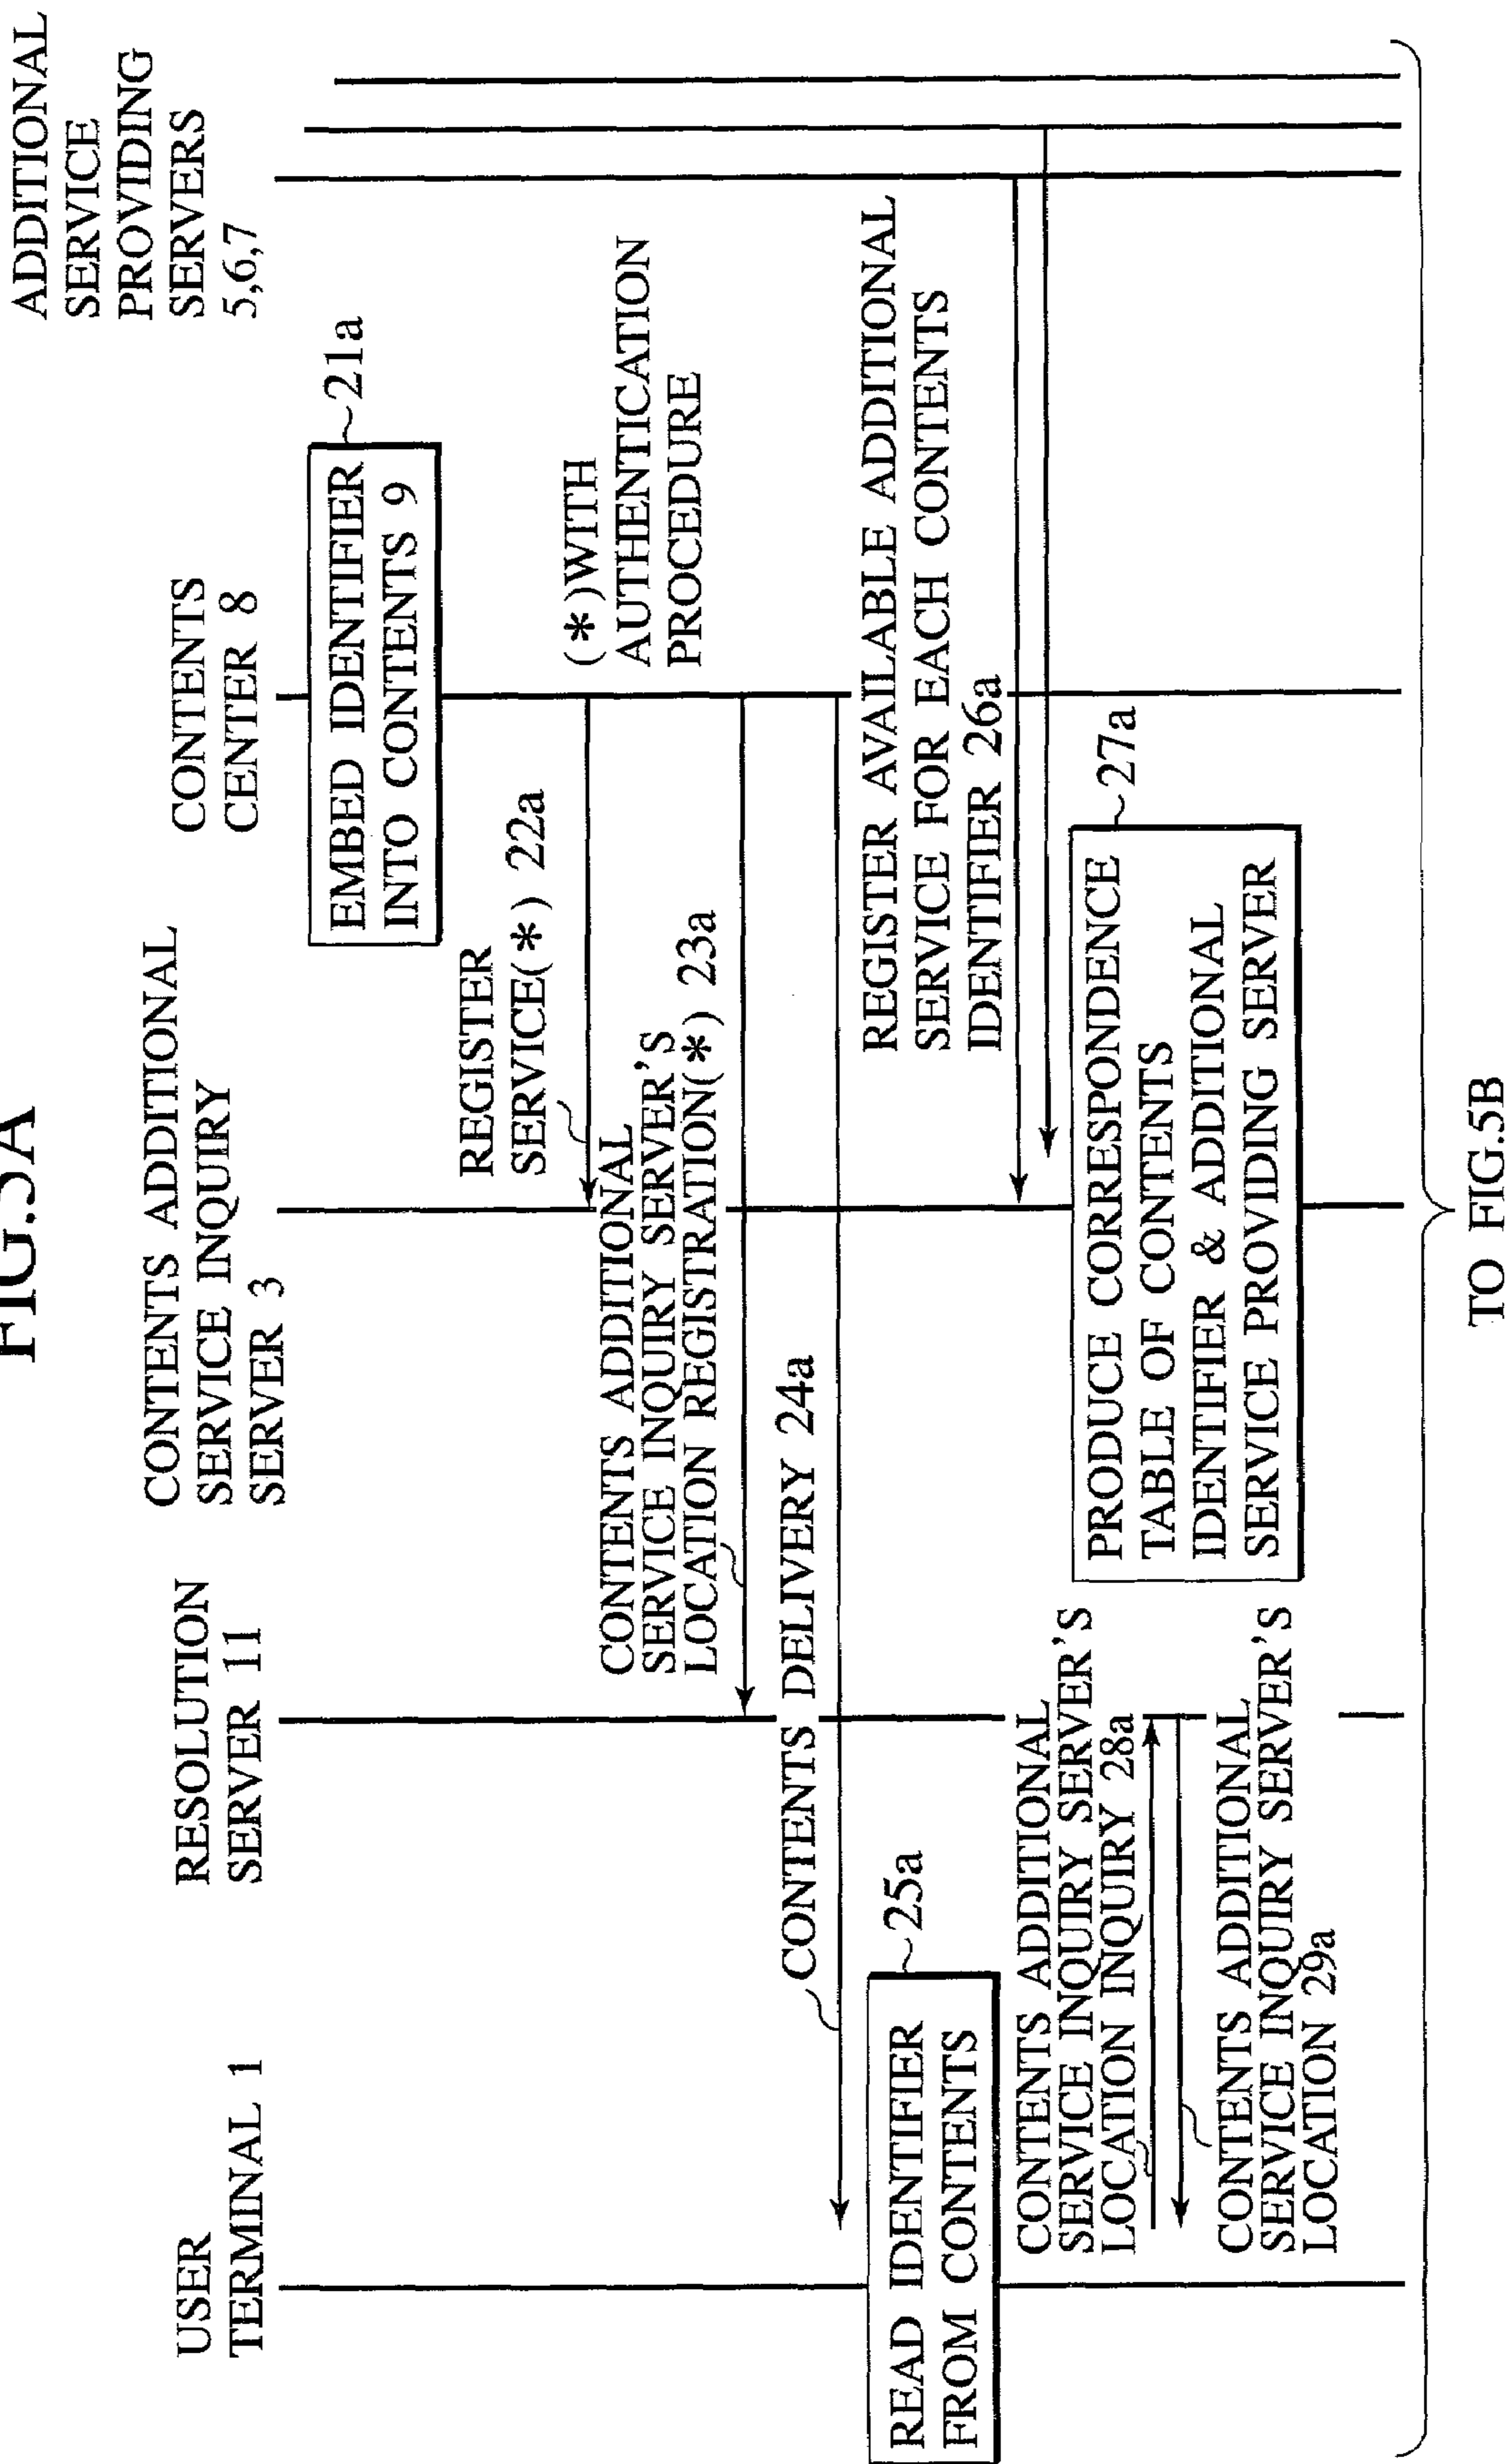 FIG.5A
USER
TERMINAL 1
RESOLUTION
SERVER 11
CONTENTS ADDITIONAL
SERVICE INQUIRY
SERVER 3
CONTENTS
CENTER 8
ADDITIONAL
SERVICE
PROVIDING
SERVERS
5,6,7
EMBED IDENTIFIER
INTO CONTENTS 9
21a
REGISTER
SERVICE(*) 22a
(*)WITH
AUTHENTICATION
PROCEDURE
CONTENTS ADDITIONAL
SERVICE INQUIRY SERVER'S
LOCATION REGISTRATION(*) 23a
CONTENTS DELIVERY 24a
READ IDENTIFIER
FROM CONTENTS
25a
REGISTER AVAILABLE ADDITIONAL
SERVICE FOR EACH CONTENTS
IDENTIFIER 26a
PRODUCE CORRESPONDENCE
TABLE OF CONTENTS
IDENTIFIER & ADDITIONAL
SERVICE PROVIDING SERVER
27a
CONTENTS ADDITIONAL
SERVICE INQUIRY SERVER'S
LOCATION INQUIRY 28a
CONTENTS ADDITIONAL
SERVICE INQUIRY SERVER'S
LOCATION 29a
TO FIG.5B